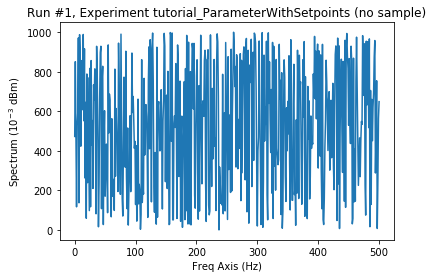 Run #1, Experiment tutorial_ParameterWithSetpoints (no sample)
1000
800
600
400
200
0
Spectrum (10⁻³ dBm)
0 100 200 300 400 500
Freq Axis (Hz)